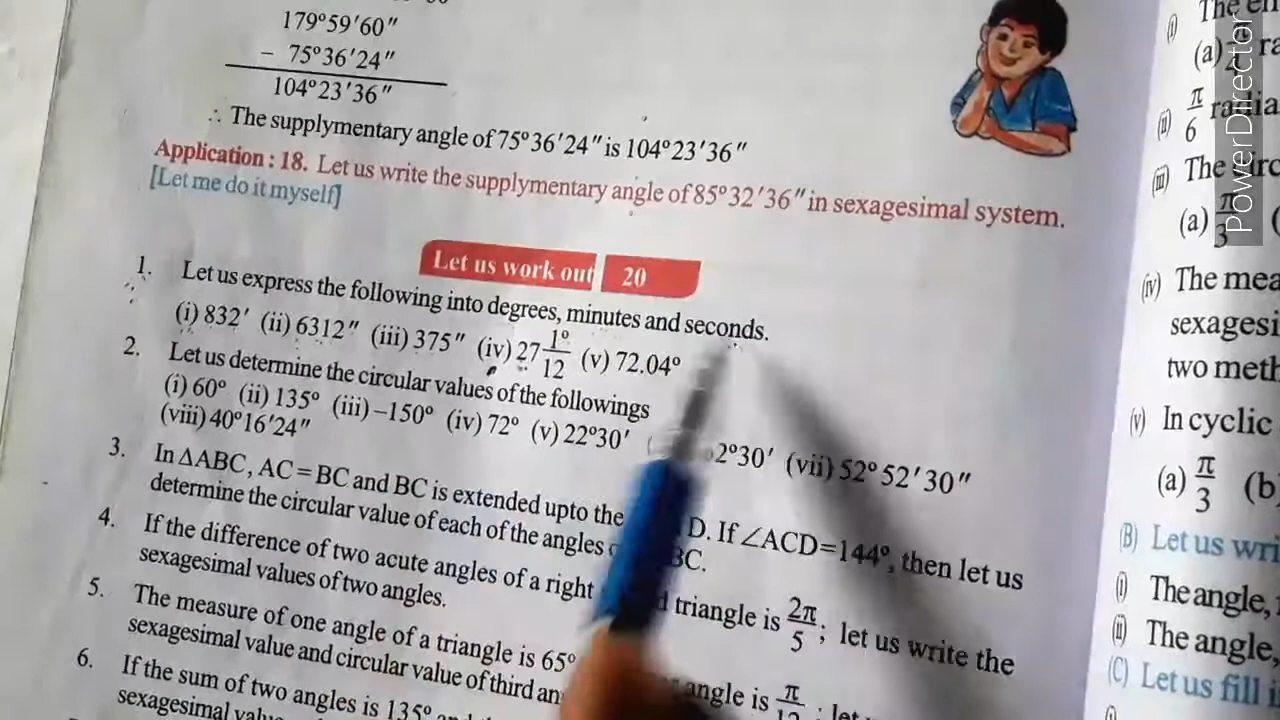 179°59′60″
– 75°36′24″
104°23′36″
∴ The supplymentary angle of 75°36′24″ is 104°23′36″
Application : 18. Let us write the supplymentary angle of 85°32′36″ in sexagesimal system.
[Let me do it myself]
Let us work out 20
1. Let us express the following into degrees, minutes and seconds.
(i) 832′ (ii) 6312″ (iii) 375″ (iv) 27 1/12° (v) 72.04°
2. Let us determine the circular values of the followings
(i) 60° (ii) 135° (iii) –150° (iv) 72° (v) 22°30′ 2°30′ (vii) 52°52′30″
(viii) 40°16′24″
3. In ΔABC, AC = BC and BC is extended upto the D. If ∠ACD=144°, then let us
determine the circular value of each of the angles BC.
4. If the difference of two acute angles of a right triangle is 2π/5 ; let us write the
sexagesimal values of two angles.
5. The measure of one angle of a triangle is 65° angle is π/12 ; let
sexagesimal value and circular value of third
6. If the sum of two angles is 135°
sexagesimal
(i) The
(a)
(ii) π/6
(iii) The
(a) π/3
(iv) The
sexagesi
two
(v) In cyclic
(a) π/3 (b)
(B) Let us
(i) The angle,
(ii) The angle,
(C) Let us fill
PowerDirector